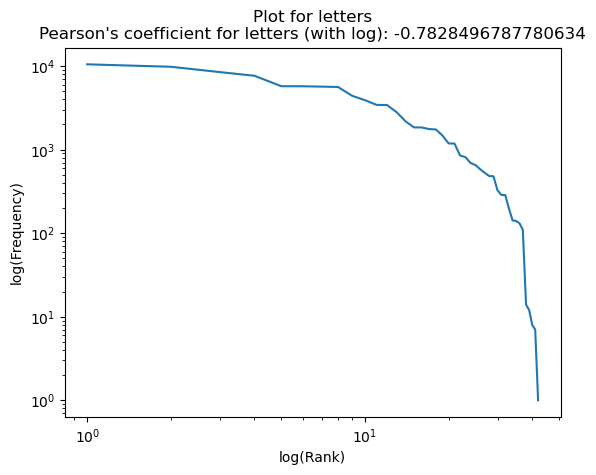 Plot for letters
Pearson's coefficient for letters (with log): -0.7828496787780634
10⁴
10³
10²
10¹
10⁰
log(Frequency)
10⁰ 10¹
log(Rank)